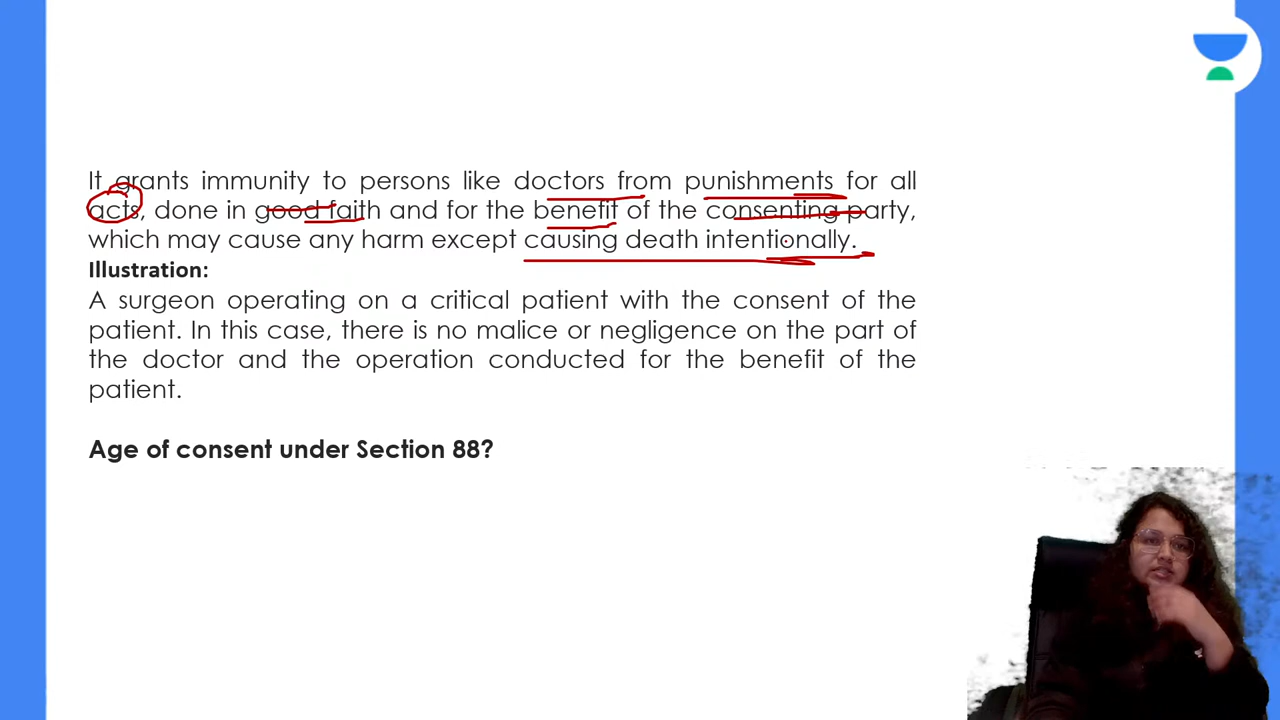 It grants immunity to persons like doctors from punishments for all
acts, done in good faith and for the benefit of the consenting party,
which may cause any harm except causing death intentionally.
Illustration:
A surgeon operating on a critical patient with the consent of the
patient. In this case, there is no malice or negligence on the part of
the doctor and the operation conducted for the benefit of the
patient.
Age of consent under Section 88?